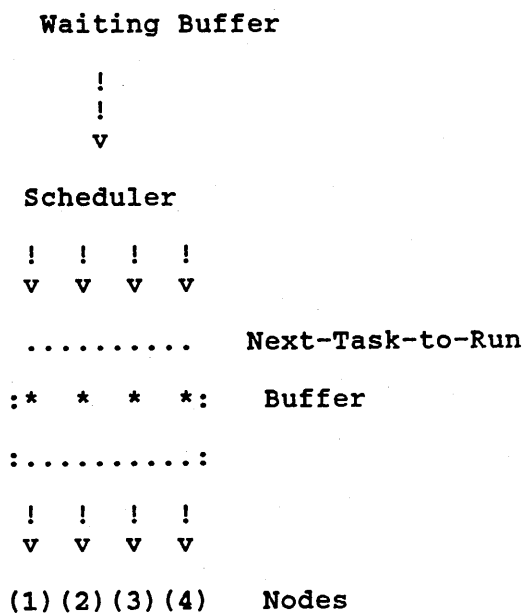 Waiting Buffer
!
!
v
Scheduler
! ! ! !
v v v v
.......... Next-Task-to-Run
:* * * *: Buffer
:..........:
! ! ! !
v v v v
(1) (2) (3) (4) Nodes